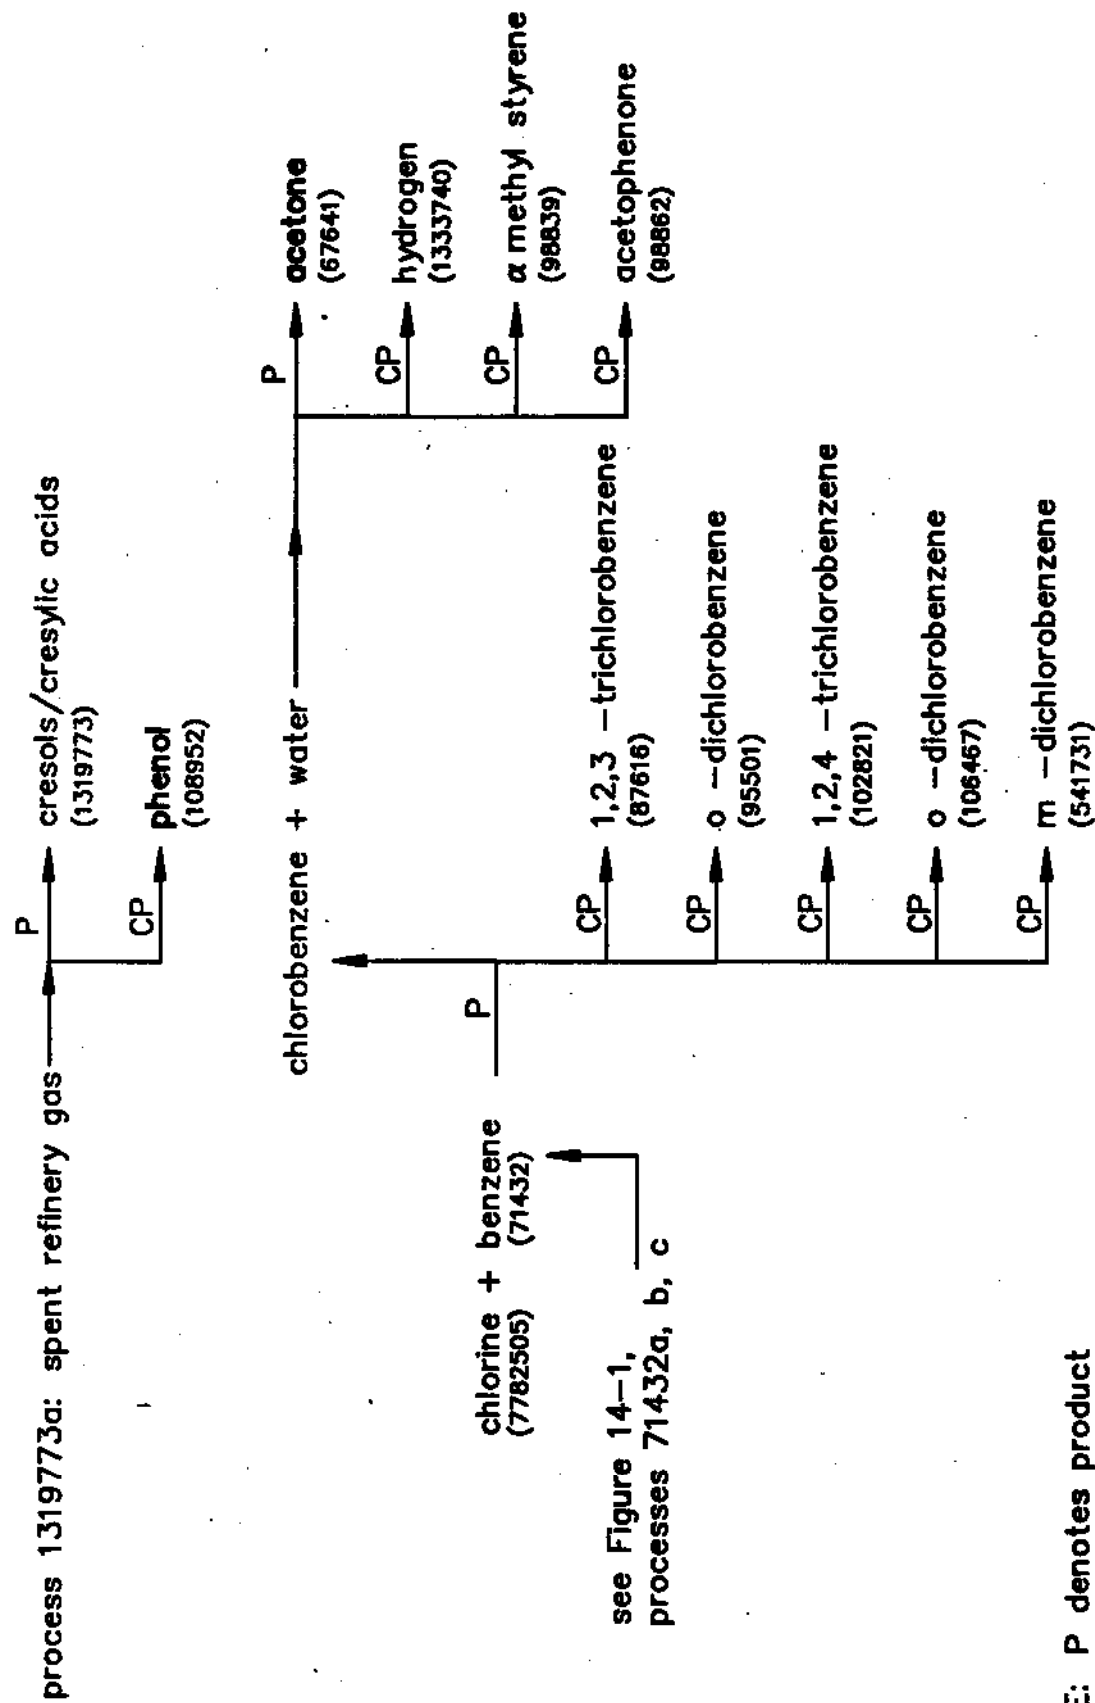 process 1319773a: spent refinery gas
P
cresols/cresylic acids
(1319773)
CP
phenol
(108952)
chlorobenzene + water
P
acetone
(67641)
CP
hydrogen
(1333740)
CP
α methyl styrene
(98839)
CP
acetophenone
(98862)
chlorine + benzene
(7782505) (71432)
P
see Figure 14-1,
processes 71432a, b, c
CP
1,2,3 -trichlorobenzene
(87616)
CP
o -dichlorobenzene
(95501)
CP
1,2,4 -trichlorobenzene
(102821)
CP
o -dichlorobenzene
(106467)
CP
m -dichlorobenzene
(541731)
E: P denotes product